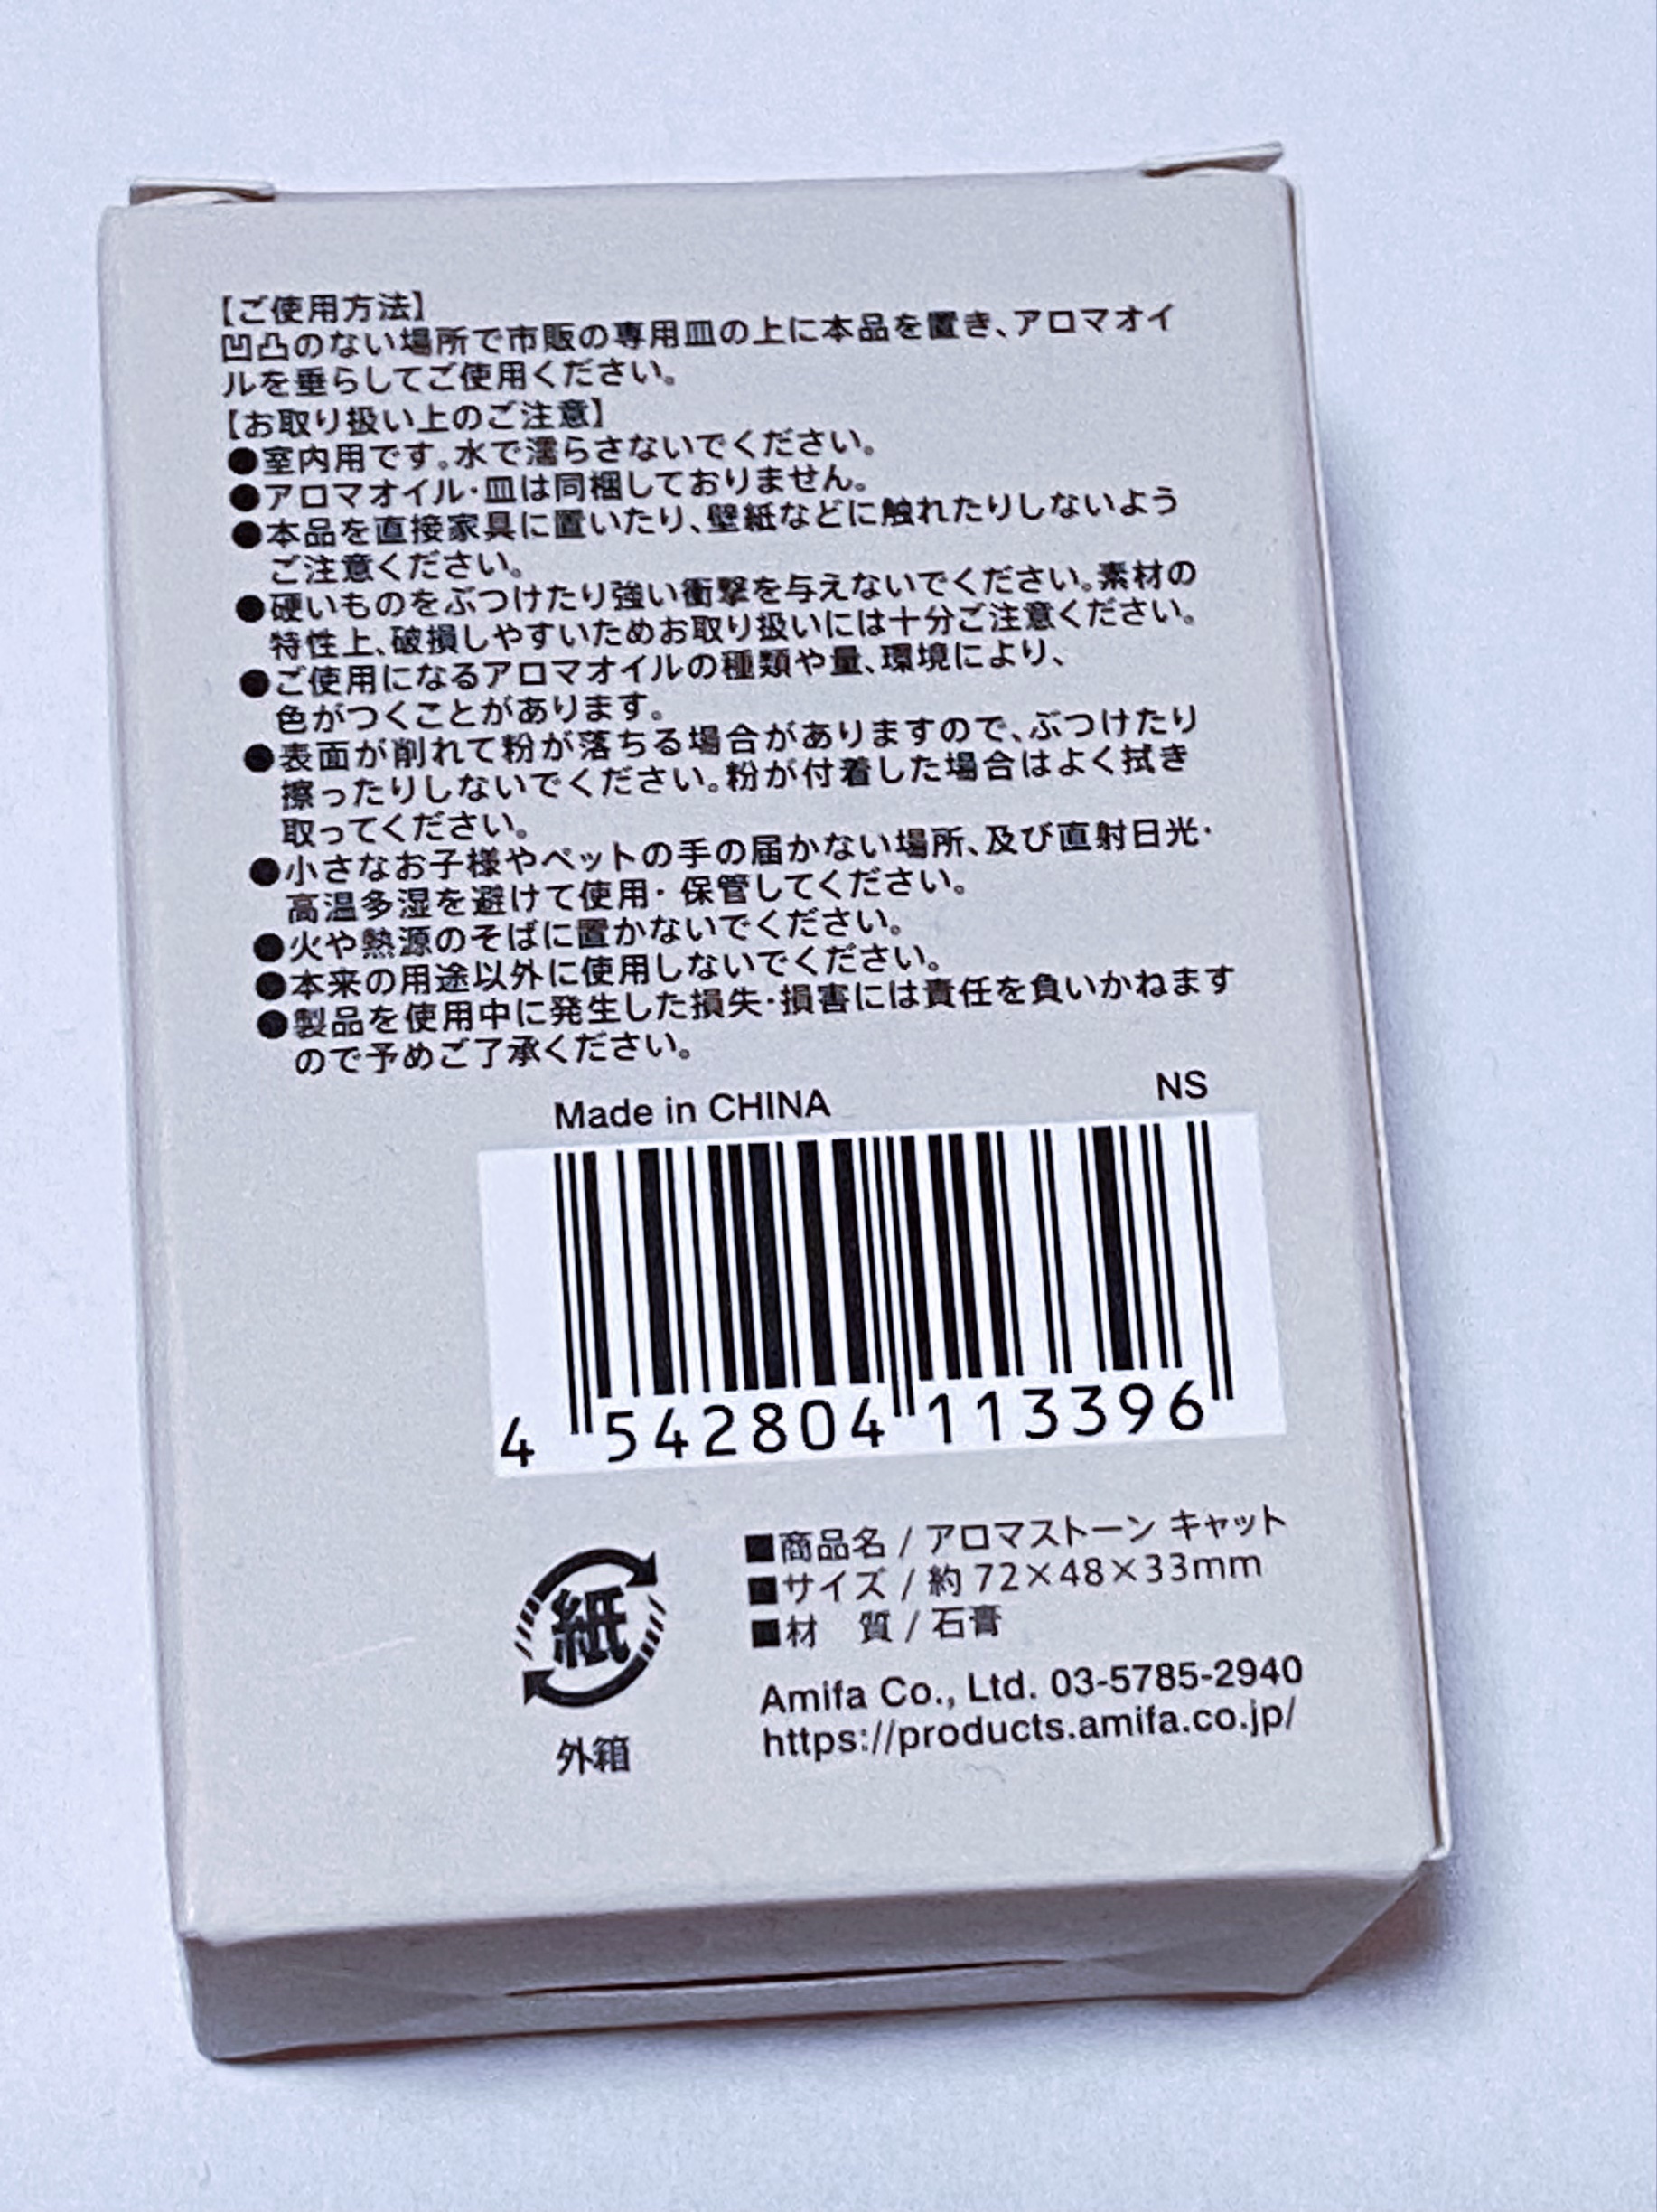 【ご使用方法】
凹凸のない場所で市販の専用皿の上に本品を置き、アロマオイ
ルを垂らしてご使用ください。
【お取り扱い上のご注意】
●室内用です。水で濡らさないでください。
●アロマオイル・皿は同梱しておりません。
●本品を直接家具に置いたり、壁紙などに触れたりしないよう
ご注意ください。
●硬いものをぶつけたり強い衝撃を与えないでください。素材の
特性上、破損しやすいためお取り扱いには十分ご注意ください。
●ご使用になるアロマオイルの種類や量、環境により、
色がつくことがあります。
●表面が削れて粉が落ちる場合がありますので、ぶつけたり
擦ったりしないでください。粉が付着した場合はよく拭き
取ってください。
●小さなお子様やペットの手の届かない場所、及び直射日光・
高温多湿を避けて使用・保管してください。
●火や熱源のそばに置かないでください。
●本来の用途以外に使用しないでください。
●製品を使用中に発生した損失・損害には責任を負いかねます
ので予めご了承ください。
Made in CHINA NS
4 542804 113396
■商品名 / アロマストーン キャット
■サイズ / 約 72×48×33mm
■材 質 / 石膏
紙
外箱
Amifa Co., Ltd. 03-5785-2940
https://products.amifa.co.jp/